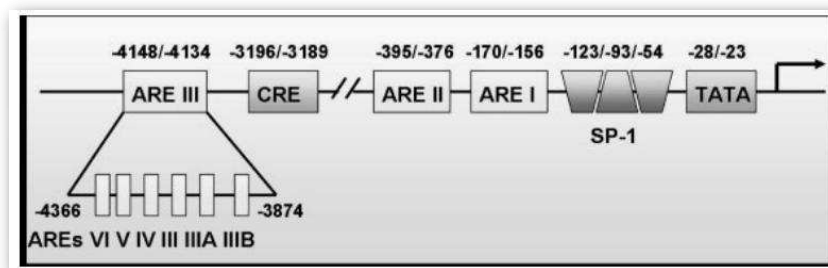 -4148/-4134 -3196/-3189 -395/-376 -170/-156 -123/-93/-54 -28/-23
ARE III CRE ARE II ARE I TATA
SP-1
-4366 -3874
AREs VI V IV III IIIA IIIB